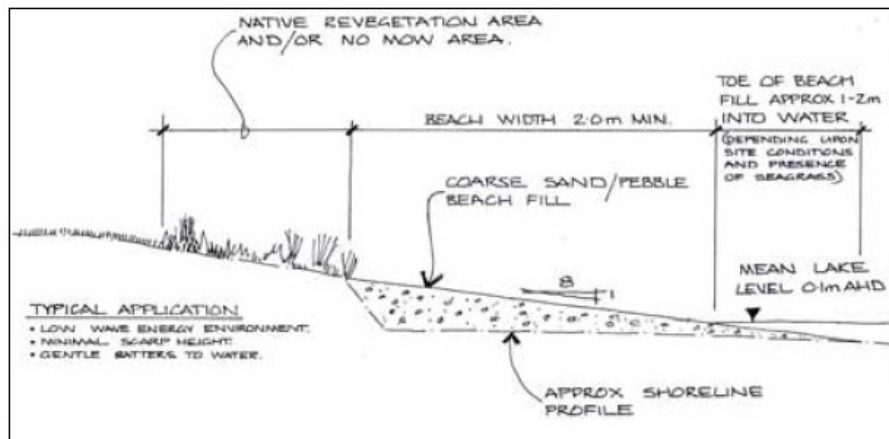 NATIVE REVEGETATION AREA
AND/OR NO MOW AREA.
TOE OF BEACH
FILL APPROX 1-2m
INTO WATER
(DEPENDING UPON
SITE CONDITIONS
AND PRESENCE
OF SEAGRASS)
BEACH WIDTH 2.0m MIN.
COARSE SAND/PEBBLE
BEACH FILL
8
1
MEAN LAKE
LEVEL 0.1m AHD
TYPICAL APPLICATION
• LOW WAVE ENERGY ENVIRONMENT.
• MINIMAL SCARP HEIGHT.
• GENTLE BATTERS TO WATER.
APPROX SHORELINE
PROFILE